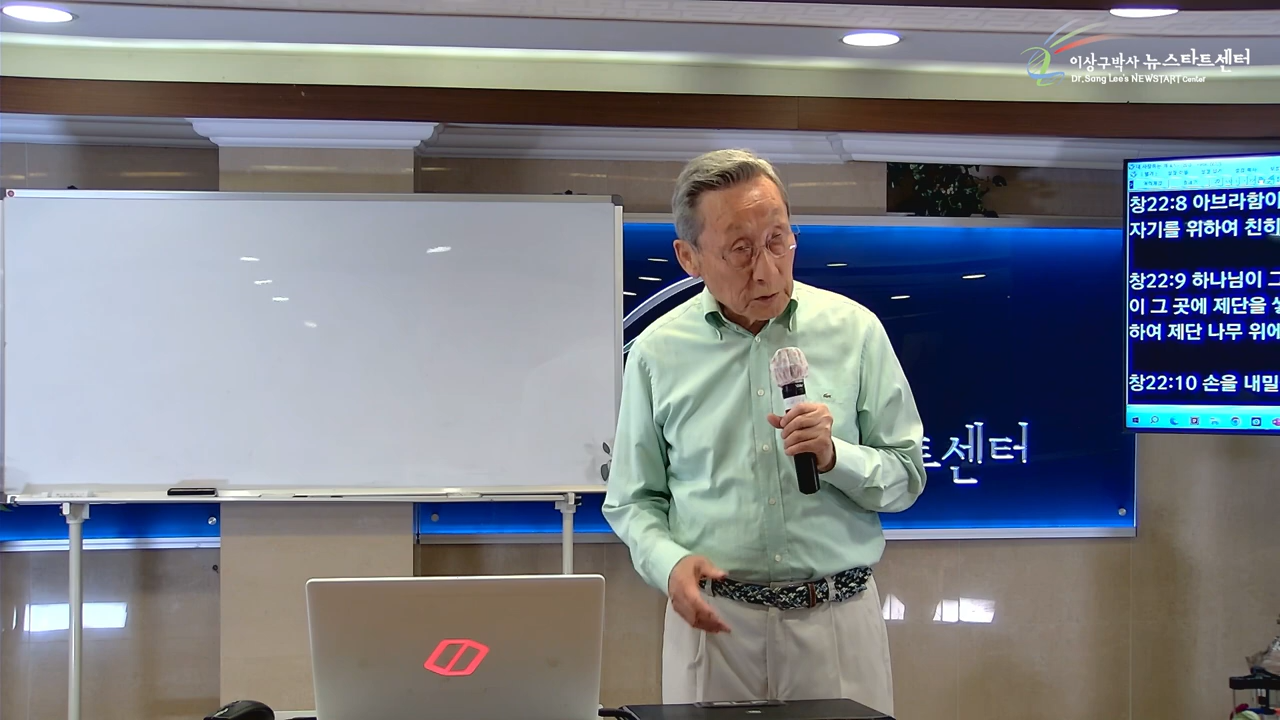 이상구박사 뉴스타트센터
Dr.Sang Lee's NEWSTART Center
창22:8 아브라함이
자기를 위하여 친히
창22:9 하나님이 그
이 그 곳에 제단을
하여 제단 나무 위에
창22:10 손을 내밀
트센터